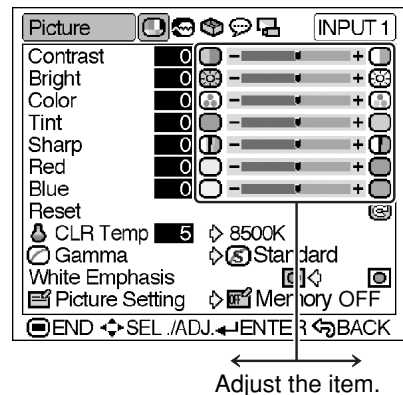 Picture INPUT 1
Contrast 0 - +
Bright 0 - +
Color 0 - +
Tint 0 - +
Sharp 0 - +
Red 0 - +
Blue 0 - +
Reset
CLR Temp 5 8500K
Gamma S Standard
White Emphasis
Picture Setting OFF Memory OFF
END SEL./ADJ. ENTER BACK
Adjust the item.